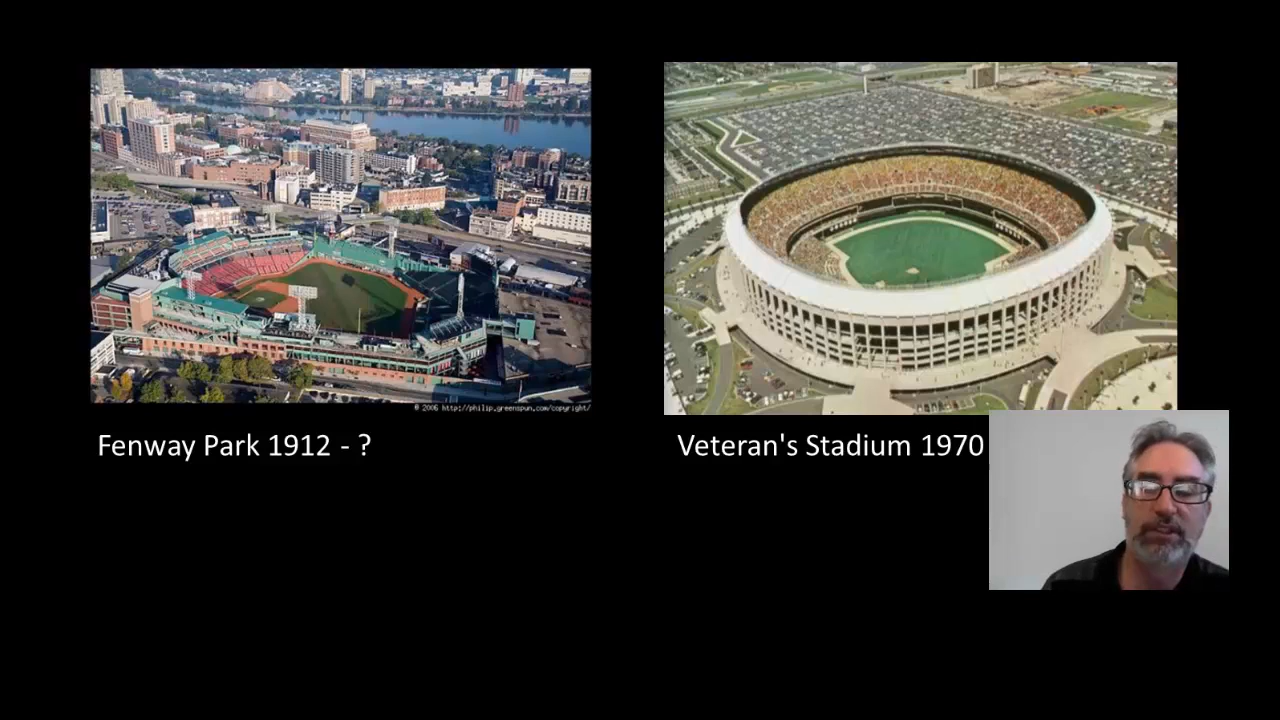 © 2006 http://philip.greenspun.com/copyright/
Fenway Park 1912 - ?
Veteran's Stadium 1970